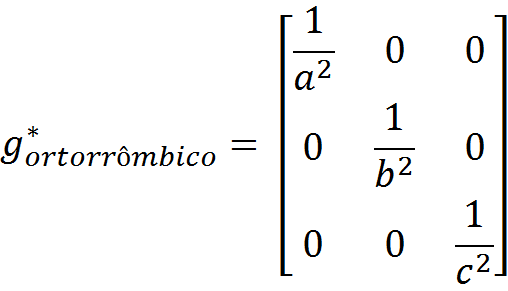 g*ortorrômbico = [ 1/a² 0 0
0 1/b² 0
0 0 1/c² ]